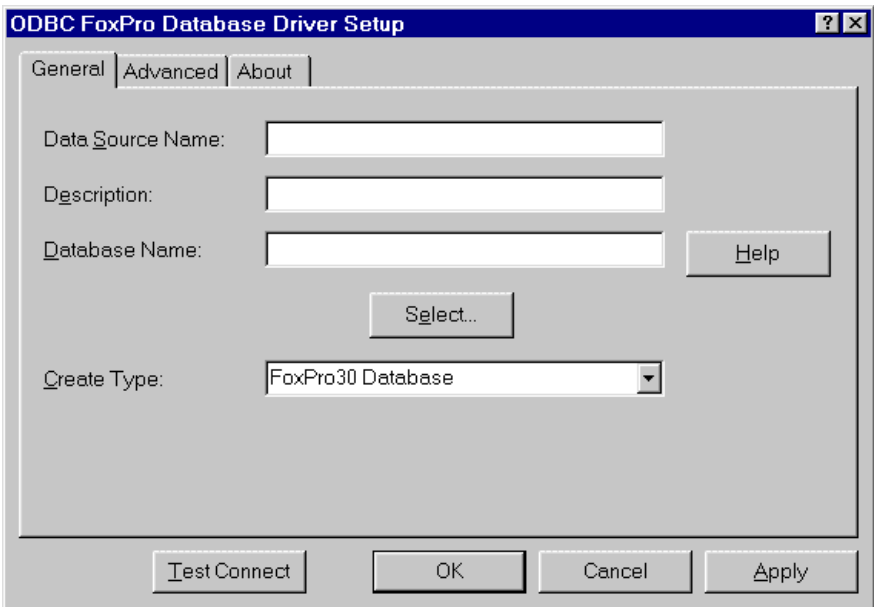 ODBC FoxPro Database Driver Setup
General Advanced About
Data Source Name:
Description:
Database Name:
Help
Select...
Create Type: FoxPro30 Database
Test Connect OK Cancel Apply